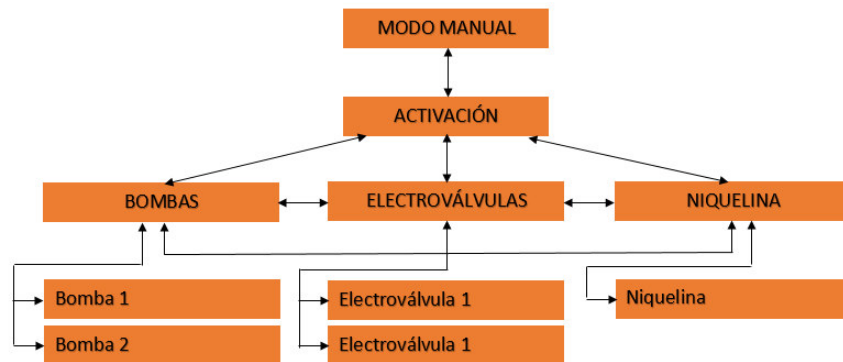 MODO MANUAL
ACTIVACIÓN
BOMBAS
ELECTROVÁLVULAS
NIQUELINA
Bomba 1
Electroválvula 1
Niquelina
Bomba 2
Electroválvula 1